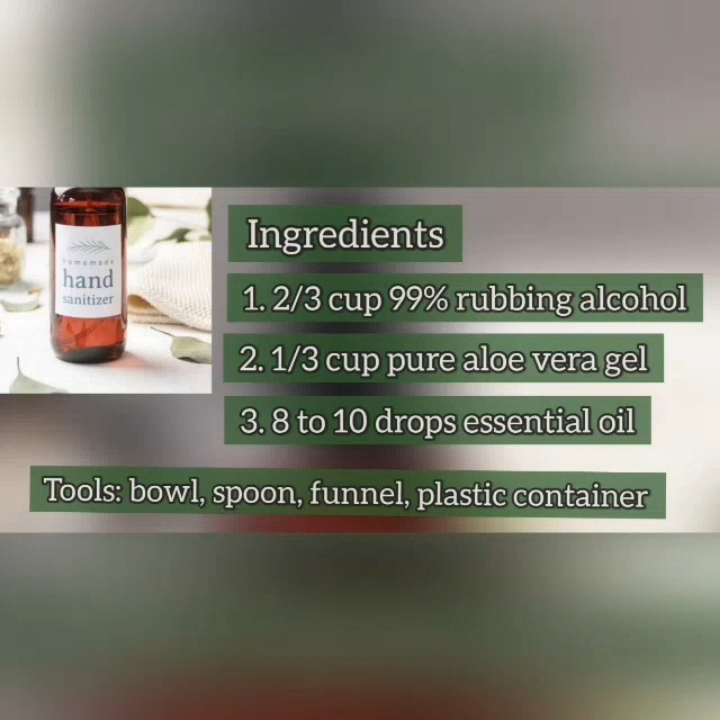 homemade
hand
sanitizer
Ingredients
1. 2/3 cup 99% rubbing alcohol
2. 1/3 cup pure aloe vera gel
3. 8 to 10 drops essential oil
Tools: bowl, spoon, funnel, plastic container